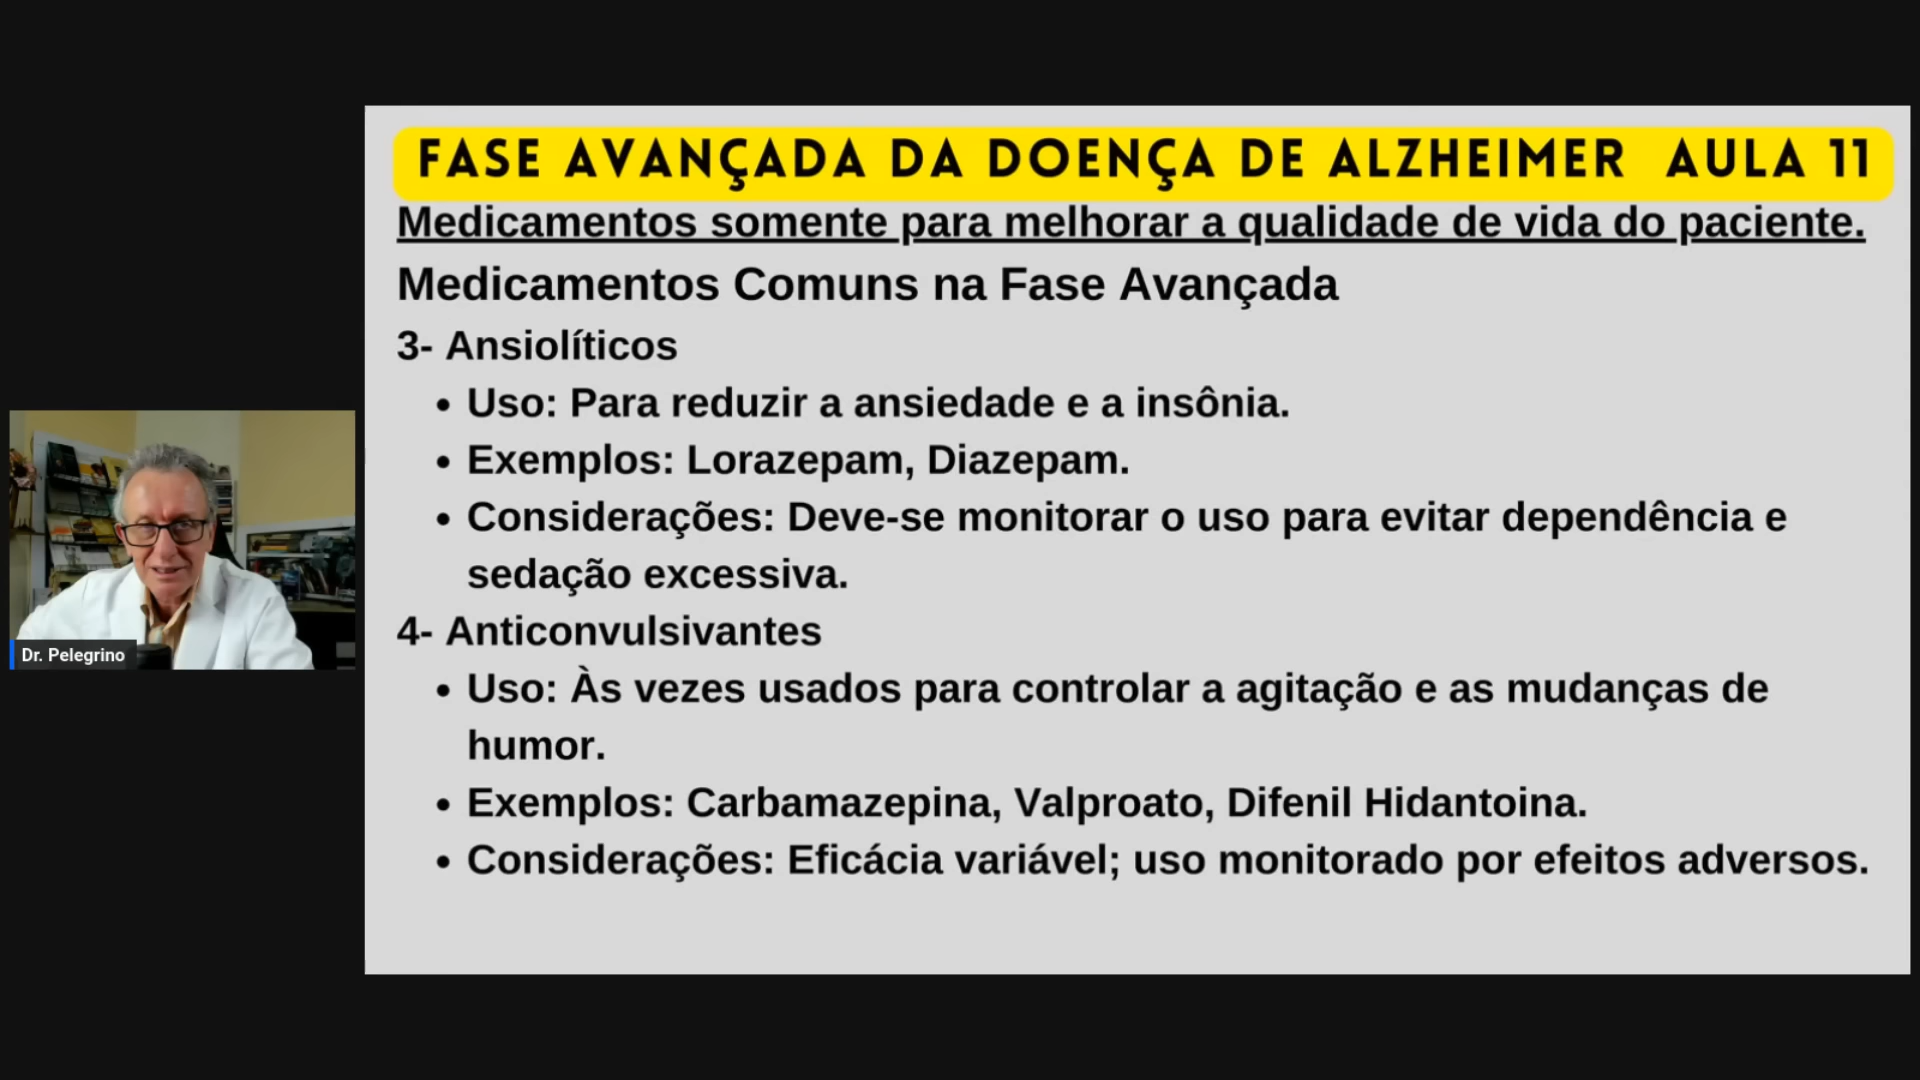 FASE AVANÇADA DA DOENÇA DE ALZHEIMER AULA 11
Medicamentos somente para melhorar a qualidade de vida do paciente.
Medicamentos Comuns na Fase Avançada
3- Ansiolíticos
• Uso: Para reduzir a ansiedade e a insônia.
• Exemplos: Lorazepam, Diazepam.
• Considerações: Deve-se monitorar o uso para evitar dependência e
sedação excessiva.
4- Anticonvulsivantes
• Uso: Às vezes usados para controlar a agitação e as mudanças de
humor.
• Exemplos: Carbamazepina, Valproato, Difenil Hidantoina.
• Considerações: Eficácia variável; uso monitorado por efeitos adversos.
Dr. Pelegrino